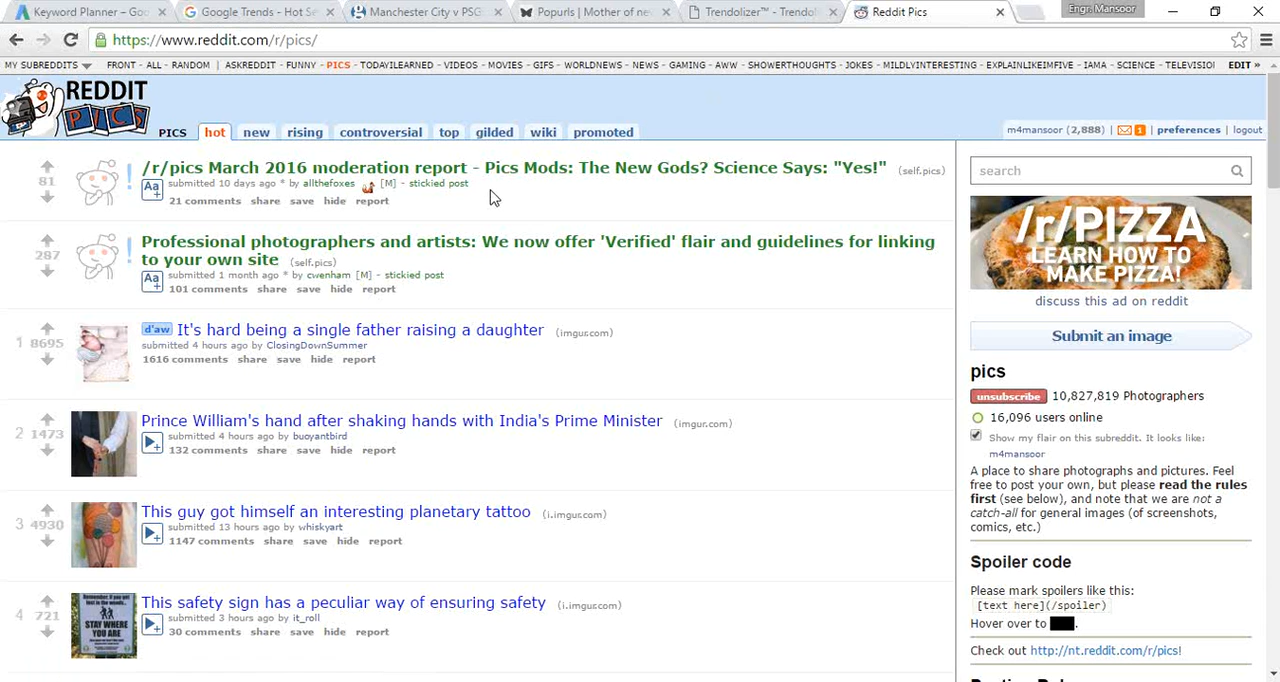 Keyword Planner – Goo
Google Trends - Hot Se
Manchester City v PSG
Popurls | Mother of ne
Trendolizer™ - Trendo
Reddit Pics
Engr. Mansoor
https://www.reddit.com/r/pics/
MY SUBREDDITS FRONT - ALL - RANDOM | ASKREDDIT - FUNNY - PICS - TODAYILEARNED - VIDEOS - MOVIES - GIFS - WORLDNEWS - NEWS - GAMING - AWW - SHOWERTHOUGHTS - JOKES - MILDLYINTERESTING - EXPLAINLIKEIMFIVE - IAMA - SCIENCE - TELEVISIO EDIT »
REDDIT
PICS
PICS hot new rising controversial top gilded wiki promoted
m4mansoor (2,888) | 1 | preferences | logout
81
/r/pics March 2016 moderation report - Pics Mods: The New Gods? Science Says: "Yes!" (self.pics)
Aa+ submitted 10 days ago * by allthefoxes [M] - stickied post
21 comments share save hide report
287
Professional photographers and artists: We now offer 'Verified' flair and guidelines for linking
to your own site (self.pics)
Aa+ submitted 1 month ago * by cwenham [M] - stickied post
101 comments share save hide report
1 8695
d'aw It's hard being a single father raising a daughter (imgur.com)
submitted 4 hours ago by ClosingDownSummer
1616 comments share save hide report
2 1473
Prince William's hand after shaking hands with India's Prime Minister (imgur.com)
submitted 4 hours ago by buoyantbird
132 comments share save hide report
3 4930
This guy got himself an interesting planetary tattoo (i.imgur.com)
submitted 13 hours ago by whiskyart
1147 comments share save hide report
4 721
STAY WHERE
YOU ARE
This safety sign has a peculiar way of ensuring safety (i.imgur.com)
submitted 3 hours ago by it_roll
30 comments share save hide report
search
/r/PIZZA
LEARN HOW TO
MAKE PIZZA!
discuss this ad on reddit
Submit an image
pics
unsubscribe 10,827,819 Photographers
16,096 users online
Show my flair on this subreddit. It looks like:
m4mansoor
A place to share photographs and pictures. Feel
free to post your own, but please read the rules
first (see below), and note that we are not a
catch-all for general images (of screenshots,
comics, etc.)
Spoiler code
Please mark spoilers like this:
[text here](/spoiler)
Hover over to .
Check out http://nt.reddit.com/r/pics!